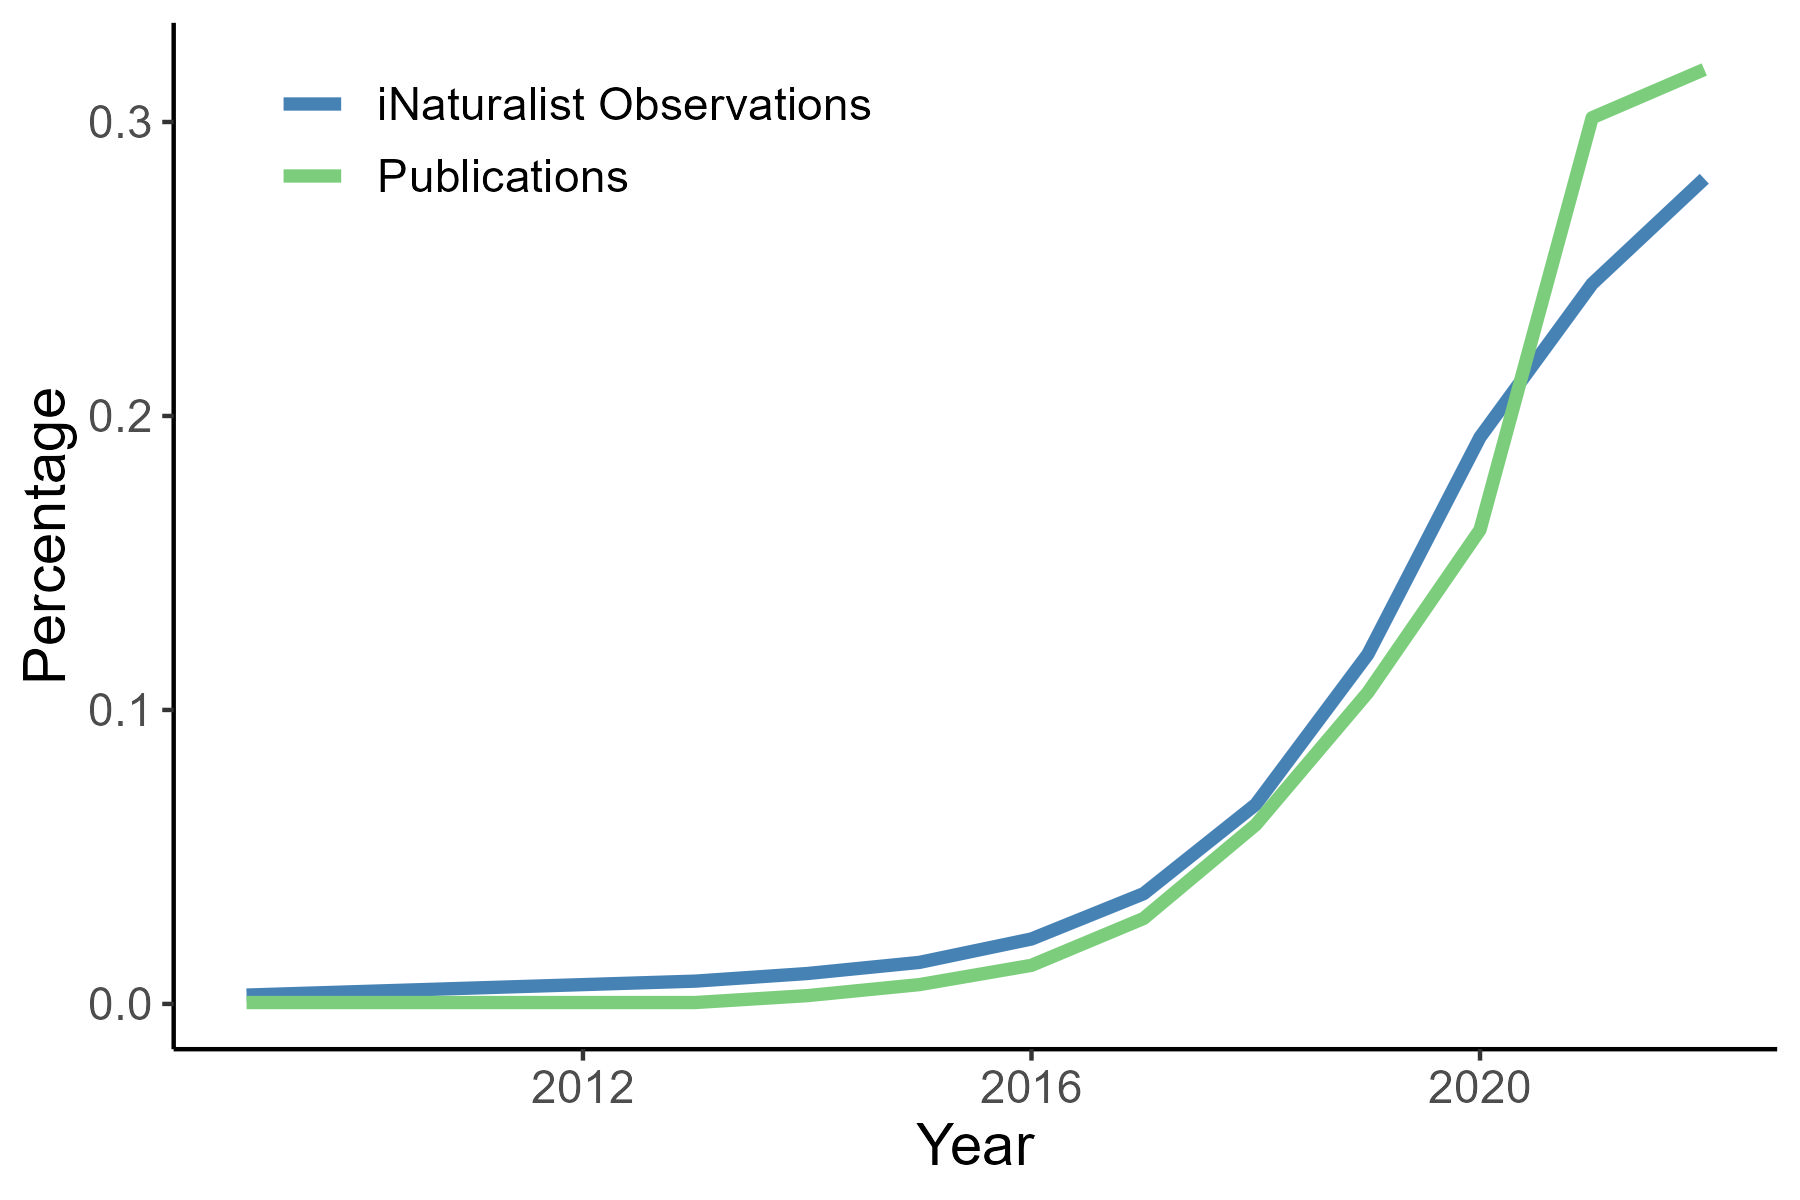 iNaturalist Observations
Publications
Percentage
0.3
0.2
0.1
0.0
2012 2016 2020
Year